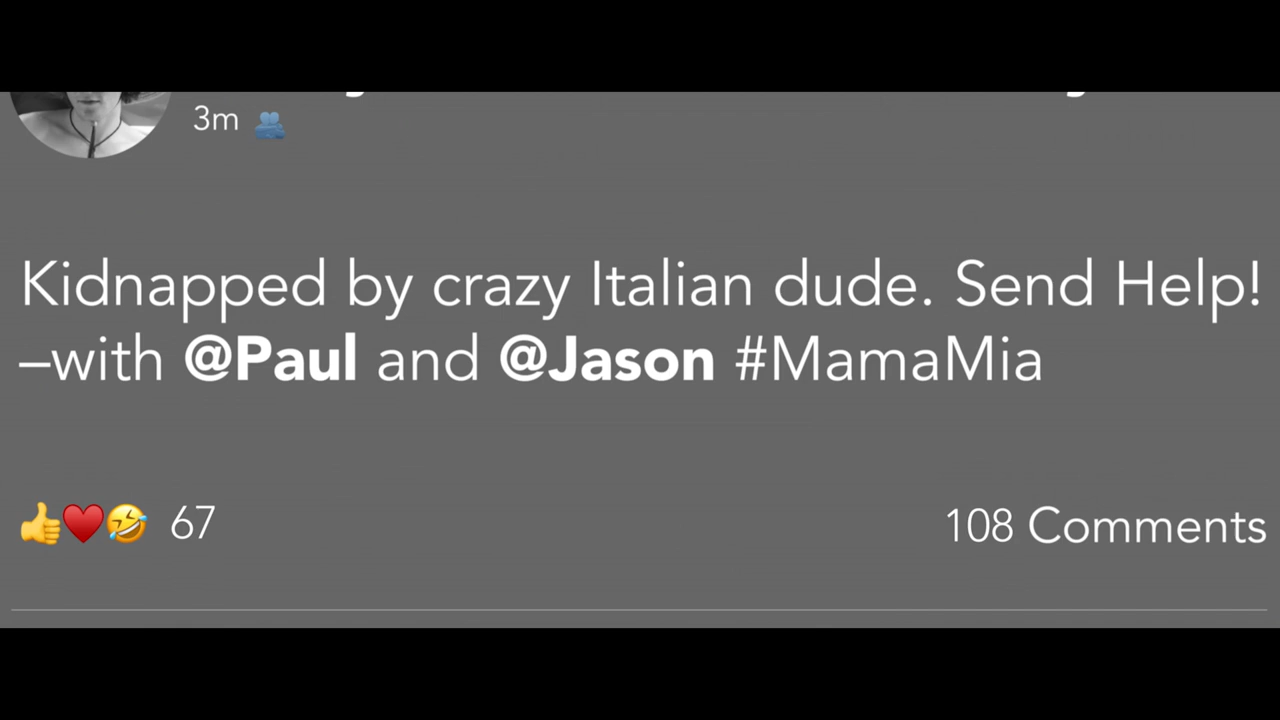 3m
Kidnapped by crazy Italian dude. Send Help!
–with @Paul and @Jason #MamaMia
67
108 Comments